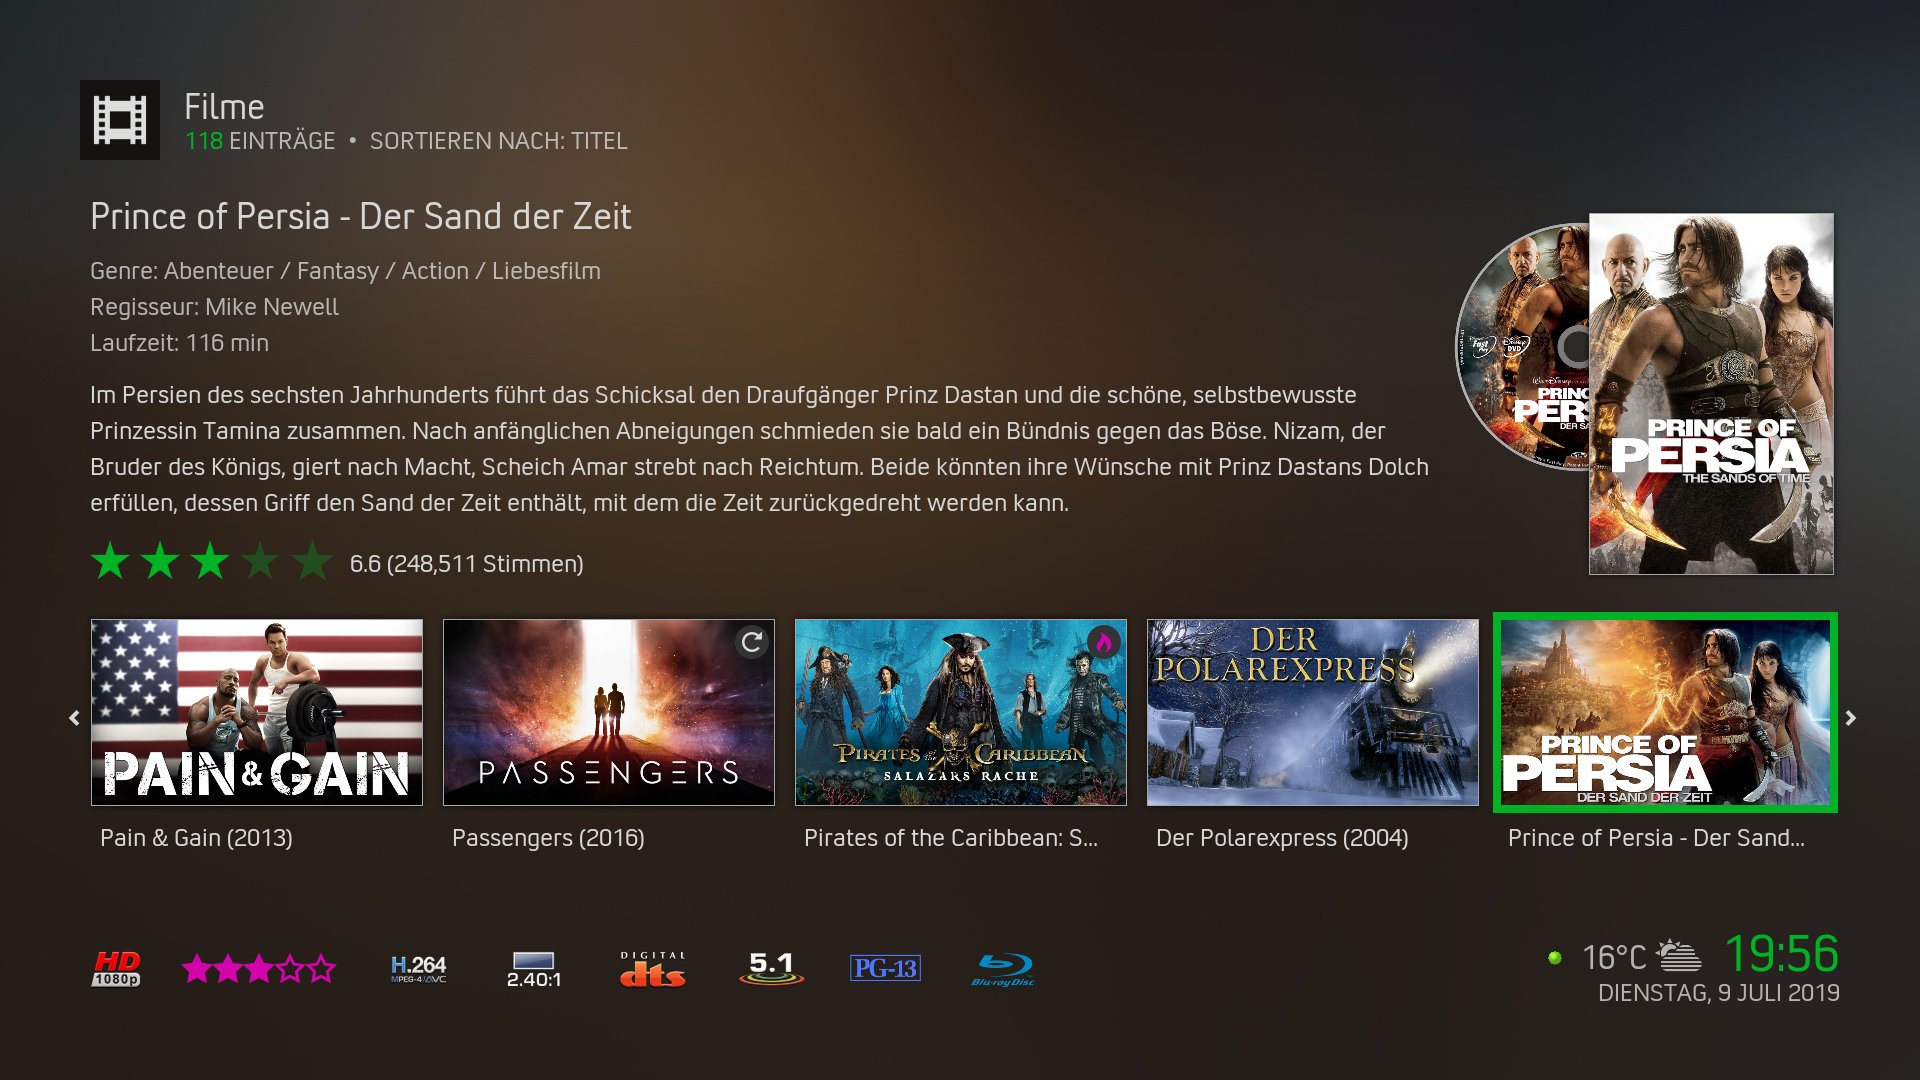 Filme
118 EINTRÄGE • SORTIEREN NACH: TITEL
Prince of Persia - Der Sand der Zeit
Genre: Abenteuer / Fantasy / Action / Liebesfilm
Regisseur: Mike Newell
Laufzeit: 116 min
Im Persien des sechsten Jahrhunderts führt das Schicksal den Draufgänger Prinz Dastan und die schöne, selbstbewusste
Prinzessin Tamina zusammen. Nach anfänglichen Abneigungen schmieden sie bald ein Bündnis gegen das Böse. Nizam, der
Bruder des Königs, giert nach Macht, Scheich Amar strebt nach Reichtum. Beide könnten ihre Wünsche mit Prinz Dastans Dolch
erfüllen, dessen Griff den Sand der Zeit enthält, mit dem die Zeit zurückgedreht werden kann.
6.6 (248,511 Stimmen)
DVD
PRINC
PERS
DER SA
PRINCE OF
PERSIA
THE SANDS OF TIME
PAIN & GAIN
PASSENGERS
PIRATES of the CARIBBEAN
SALAZARS RACHE
DER
POLAREXPRESS
PRINCE OF
PERSIA
DER SAND DER ZEIT
Pain & Gain (2013)
Passengers (2016)
Pirates of the Caribbean: S...
Der Polarexpress (2004)
Prince of Persia - Der Sand...
HD
1080p
H.264
MPEG-4/AVC
2.40:1
DIGITAL
dts
5.1
PG-13
Blu-ray Disc
16°C
19:56
DIENSTAG, 9 JULI 2019